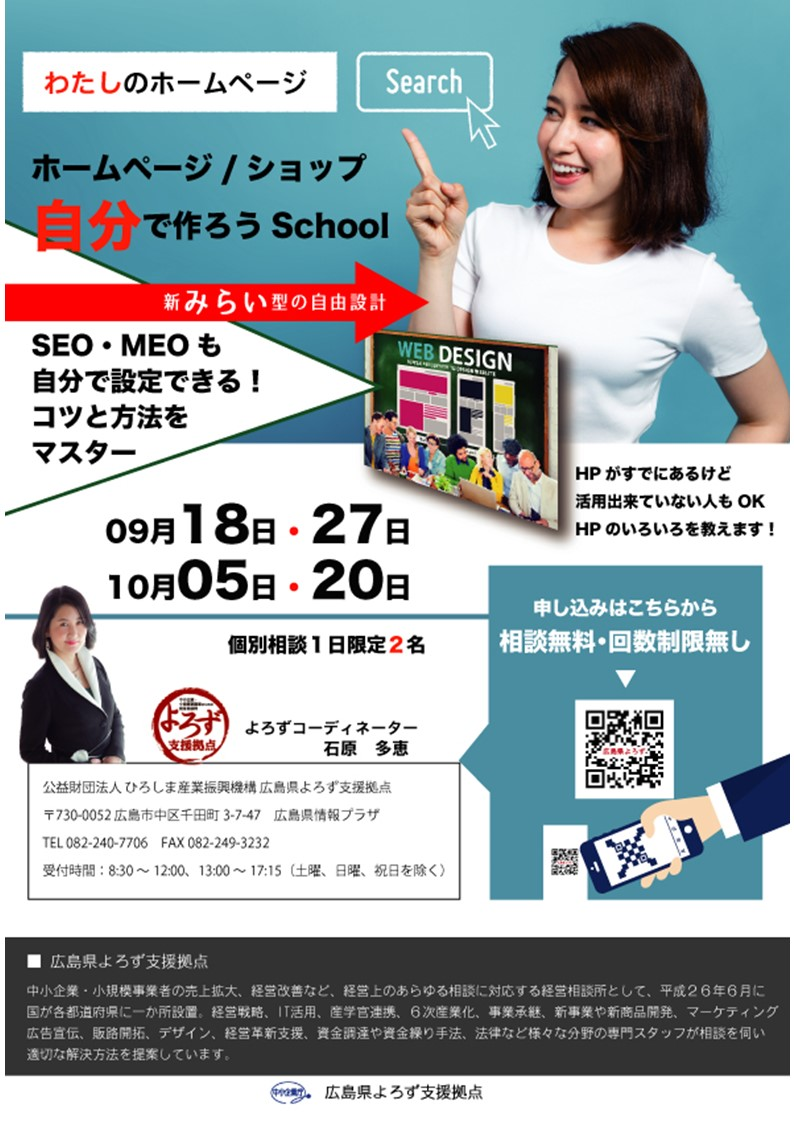 わたしのホームページ
Search
ホームページ / ショップ
自分で作ろう School
新みらい型の自由設計
SEO・MEO も
自分で設定できる！
コツと方法を
マスター
WEB DESIGN
HP がすでにあるけど
活用出来ていない人も OK
HP のいろいろを教えます！
09月18日・27日
10月05日・20日
個別相談１日限定２名
申し込みはこちらから
相談無料・回数制限無し
広島県よろず
よろず
支援拠点
よろずコーディネーター
石原　多恵
公益財団法人 ひろしま産業振興機構 広島県よろず支援拠点
〒730-0052 広島市中区千田町 3-7-47　広島県情報プラザ
TEL 082-240-7706　FAX 082-249-3232
受付時間：8:30 ～ 12:00、13:00 ～ 17:15（土曜、日曜、祝日を除く）
■ 広島県よろず支援拠点
中小企業・小規模事業者の売上拡大、経営改善など、経営上のあらゆる相談に対応する経営相談所として、平成２６年６月に
国が各都道府県に一か所設置。経営戦略、IT活用、産学官連携、６次産業化、事業承継、新事業や新商品開発、マーケティング
広告宣伝、販路開拓、デザイン、経営革新支援、資金調達や資金繰り手法、法律など様々な分野の専門スタッフが相談を伺い
適切な解決方法を提案しています。
中小企業庁
広島県よろず支援拠点